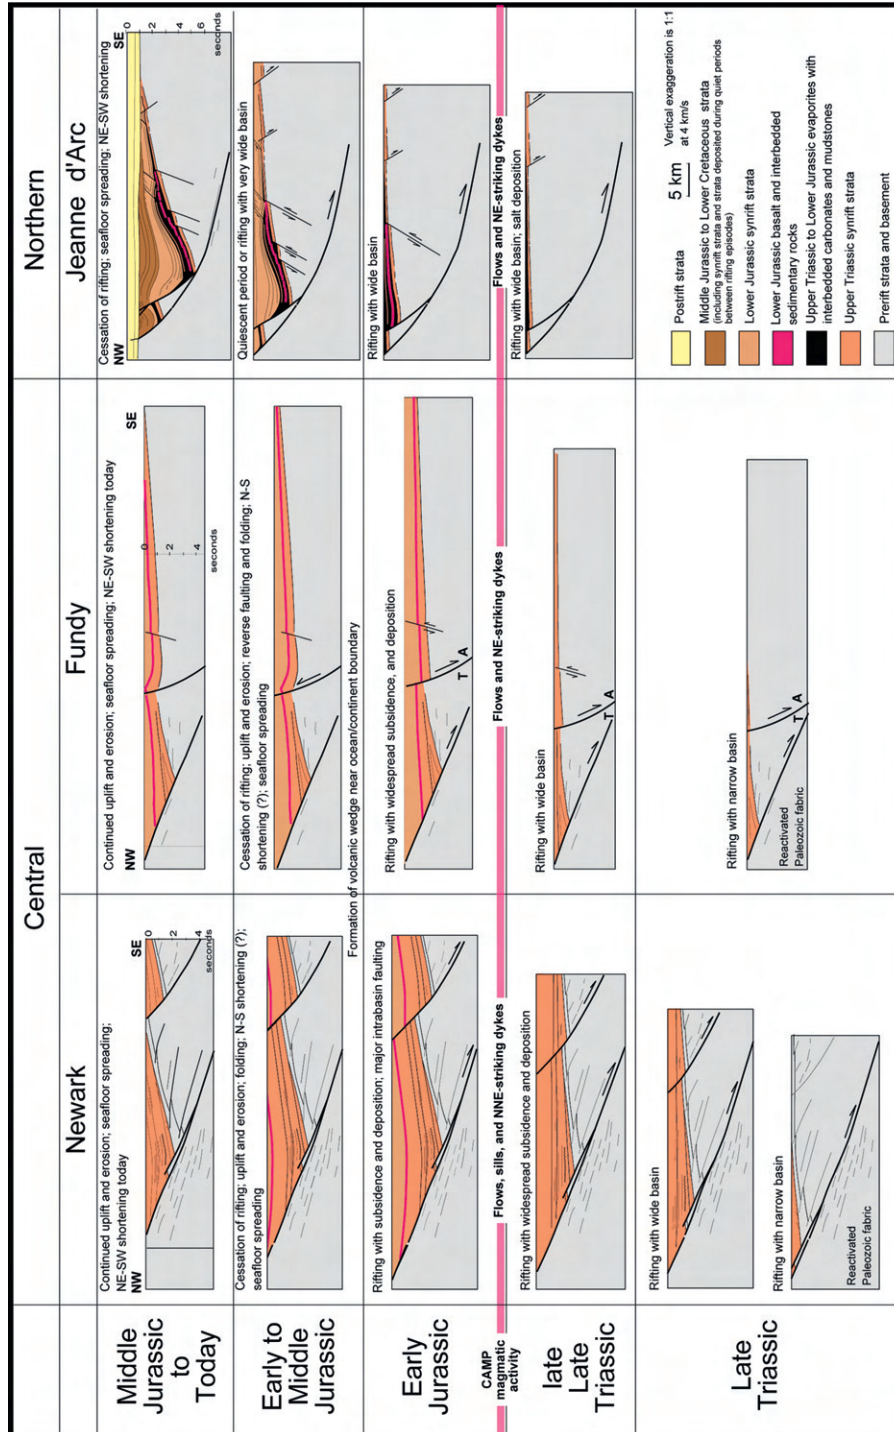 Central
Northern
Newark
Fundy
Jeanne d'Arc
Middle
Jurassic
to
Today
Continued uplift and erosion; seafloor spreading;
NE-SW shortening today
NW
SE
0
2
4
seconds
Continued uplift and erosion; seafloor spreading; NE-SW shortening today
NW
SE
0
2
4
seconds
Cessation of rifting; seafloor spreading; NE-SW shortening
NW
SE
0
2
4
6
seconds
Early to
Middle
Jurassic
Cessation of rifting; uplift and erosion; folding; N-S shortening (?);
seafloor spreading
Cessation of rifting; uplift and erosion; reverse faulting and folding; N-S
shortening (?); seafloor spreading
Quiescent period or rifting with very wide basin
Formation of volcanic wedge near ocean/continent boundary
Early
Jurassic
Rifting with subsidence and deposition; major intrabasin faulting
Rifting with widespread subsidence, and deposition
T
A
Rifting with wide basin
CAMP
magmatic
activity
Flows, sills, and NNE-striking dykes
Flows and NE-striking dykes
Flows and NE-striking dykes
late
Late
Triassic
Rifting with widespread subsidence and deposition
Rifting with wide basin
T
A
Rifting with wide basin; salt deposition
Late
Triassic
Rifting with wide basin
Rifting with narrow basin
Reactivated
Paleozoic fabric
Rifting with narrow basin
Reactivated
Paleozoic fabric
T
A
5 km
Vertical exaggeration is 1:1
at 4 km/s
Postrift strata
Middle Jurassic to Lower Cretaceous strata
(including synrift strata and strata deposited during quiet periods
between rifting episodes)
Lower Jurassic synrift strata
Lower Jurassic basalt and interbedded
sedimentary rocks
Upper Triassic to Lower Jurassic evaporites with
interbedded carbonates and mudstones
Upper Triassic synrift strata
Prerift strata and basement